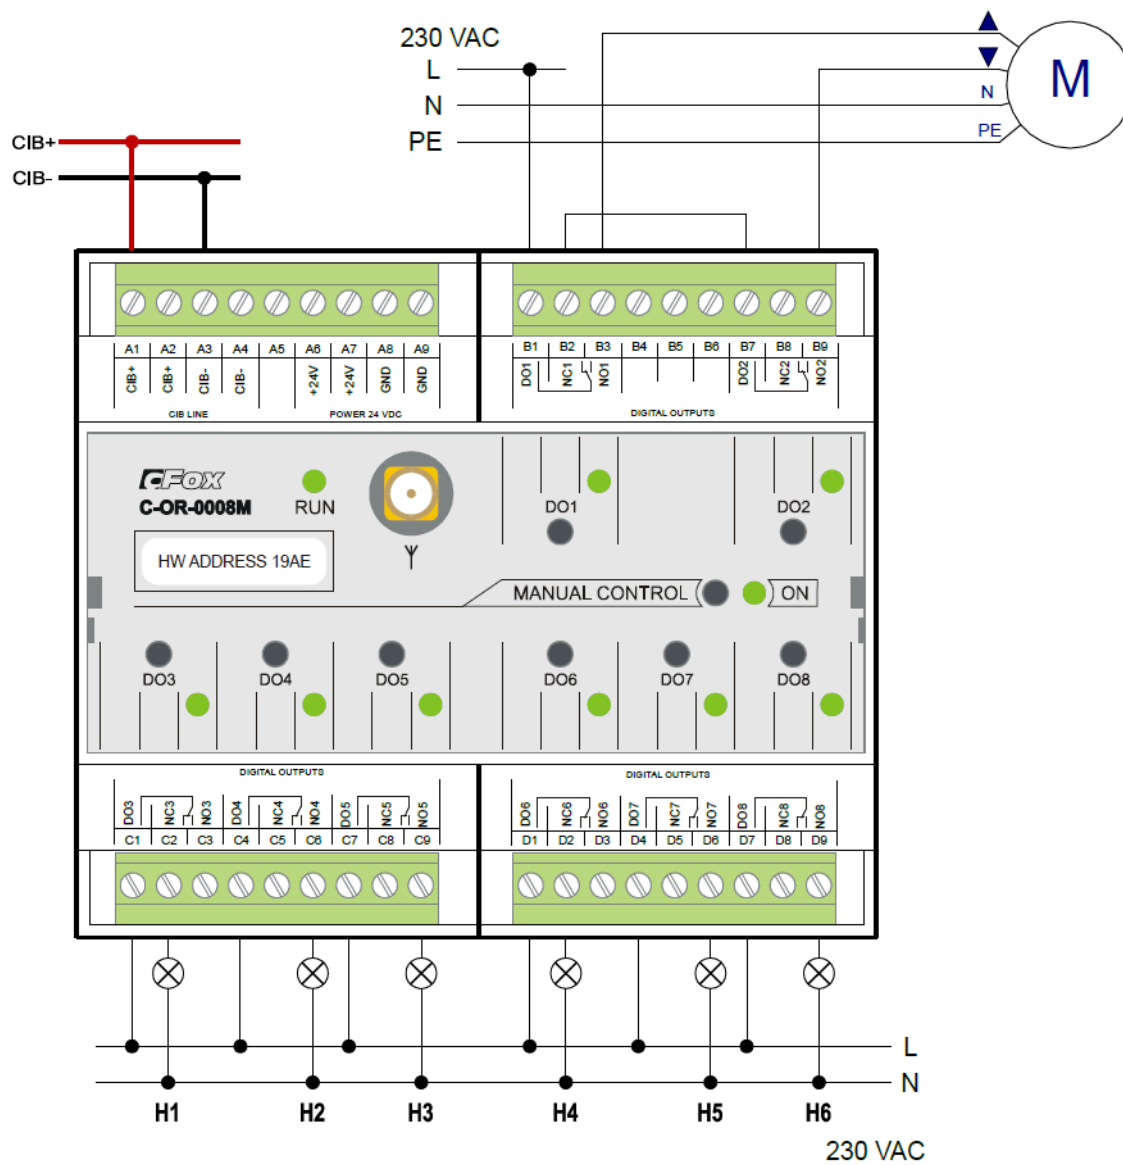 230 VAC
L
N
PE
M
N
PE
CIB+
CIB-
A1 A2 A3 A4 A5 A6 A7 A8 A9
CIB+ CIB+ CIB- CIB- +24V +24V GND GND
CIB LINE POWER 24 VDC
B1 B2 B3 B4 B5 B6 B7 B8 B9
DO1 NC1 NO1 DO2 NC2 NO2
DIGITAL OUTPUTS
CFOX
C-OR-0008M
RUN
HW ADDRESS 19AE
DO1 DO2
MANUAL CONTROL ON
DO3 DO4 DO5 DO6 DO7 DO8
DIGITAL OUTPUTS
DIGITAL OUTPUTS
DO3 NC3 NO3 DO4 NC4 NO4 DO5 NC5 NO5
C1 C2 C3 C4 C5 C6 C7 C8 C9
DO6 NC6 NO6 DO7 NC7 NO7 DO8 NC8 NO8
D1 D2 D3 D4 D5 D6 D7 D8 D9
L
N
H1 H2 H3 H4 H5 H6
230 VAC